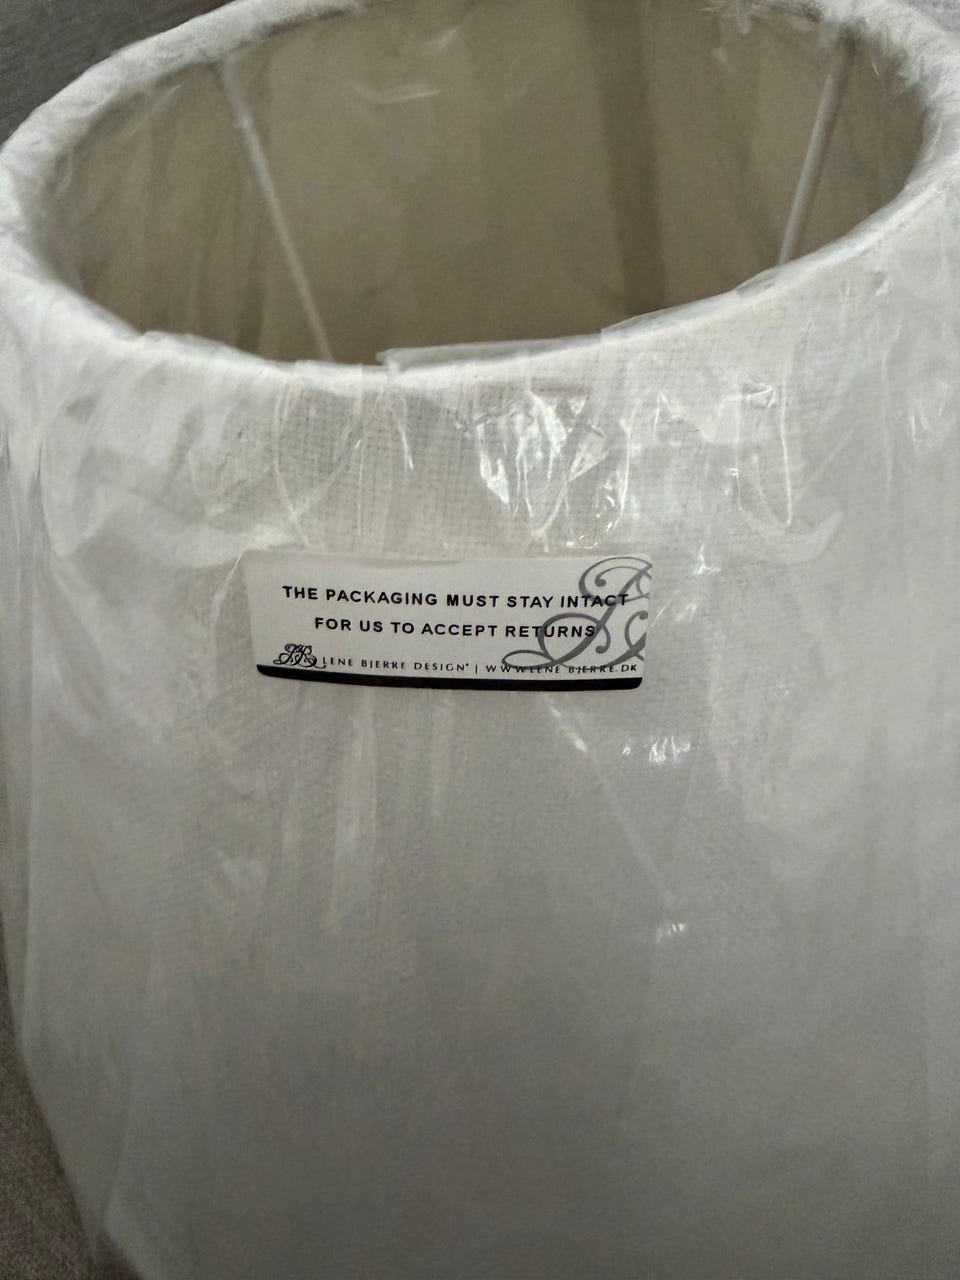 THE PACKAGING MUST STAY INTACT
FOR US TO ACCEPT RETURNS
LENE BJERRE DESIGN® | WWW.LENE BJERRE.DK